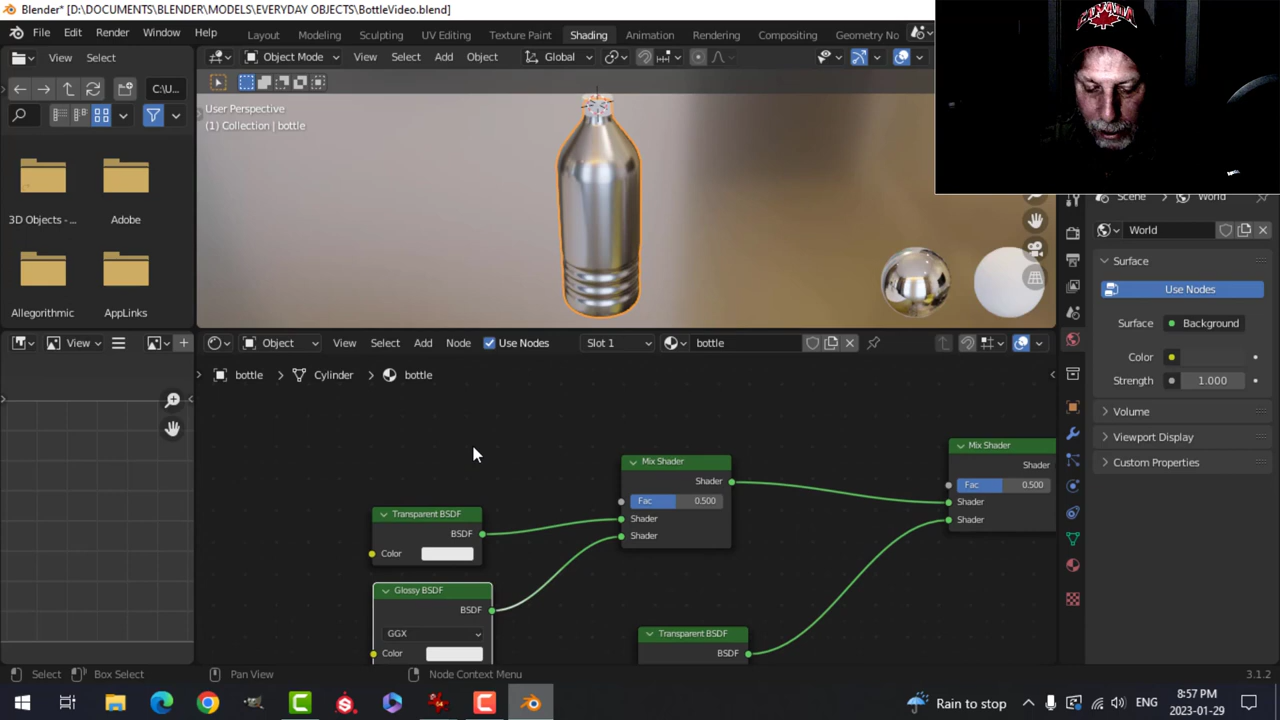 Blender* [D:\DOCUMENTS\BLENDER\MODELS\EVERYDAY OBJECTS\BottleVideo.blend]
File Edit Render Window Help
Layout Modeling Sculpting UV Editing Texture Paint Shading Animation Rendering Compositing Geometry No
View Select
Object Mode View Select Add Object Global
C:\U...
User Perspective
(1) Collection | bottle
3D Objects - ... Adobe
Allegorithmic AppLinks
Scene World
World
Surface
Use Nodes
Surface Background
Color
Strength 1.000
Volume
Viewport Display
Custom Properties
View
Object View Select Add Node Use Nodes Slot 1 bottle
bottle Cylinder bottle
Mix Shader
Shader
Fac 0.500
Shader
Shader
Mix Shader
Shader
Fac 0.500
Shader
Shader
Transparent BSDF
BSDF
Color
Glossy BSDF
BSDF
GGX
Color
Transparent BSDF
BSDF
Select Box Select Pan View Node Context Menu 3.1.2
Rain to stop ENG 8:57 PM
2023-01-29